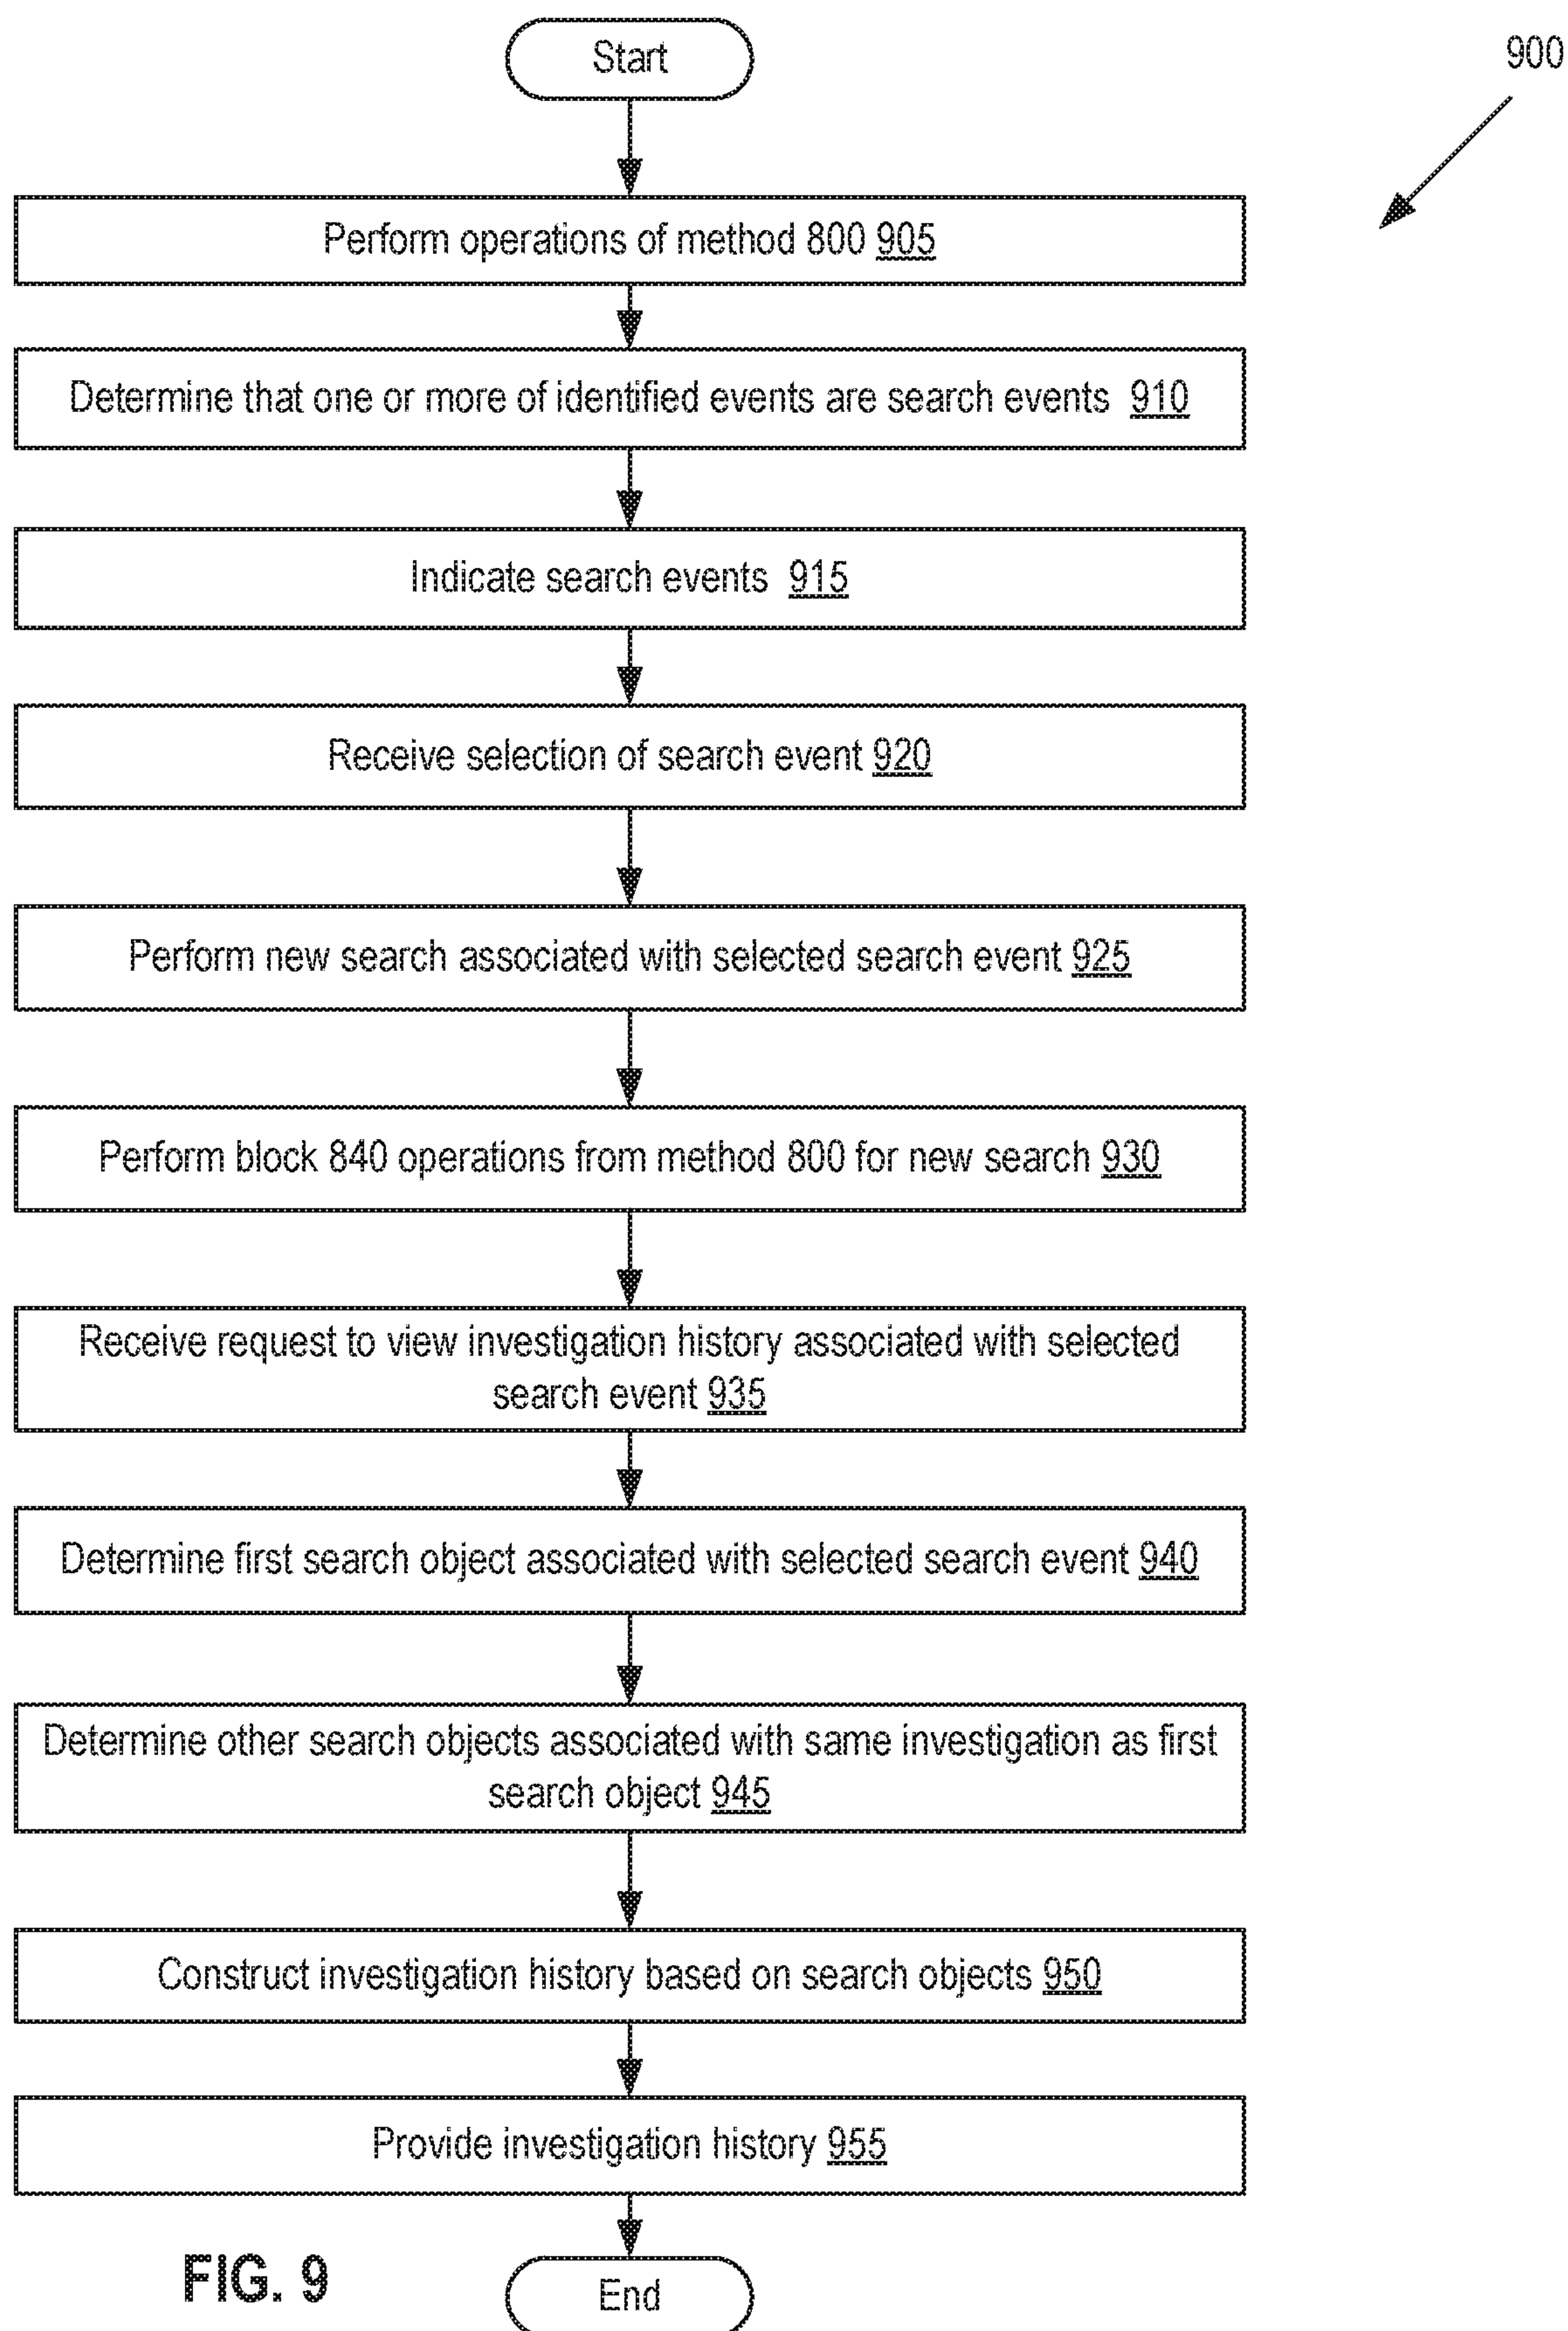 Start
900
Perform operations of method 800 905
Determine that one or more of identified events are search events 910
Indicate search events 915
Receive selection of search event 920
Perform new search associated with selected search event 925
Perform block 840 operations from method 800 for new search 930
Receive request to view investigation history associated with selected
search event 935
Determine first search object associated with selected search event 940
Determine other search objects associated with same investigation as first
search object 945
Construct investigation history based on search objects 950
Provide investigation history 955
FIG. 9
End